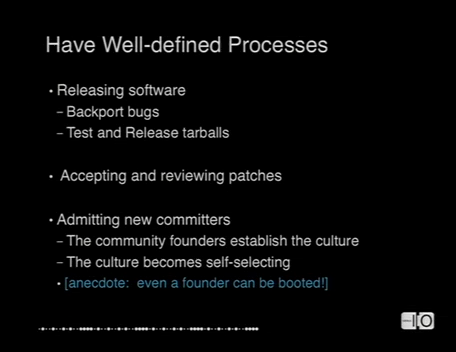 Have Well-defined Processes
• Releasing software
– Backport bugs
– Test and Release tarballs
• Accepting and reviewing patches
• Admitting new committers
– The community founders establish the culture
– The culture becomes self-selecting
• [anecdote: even a founder can be booted!]
IO